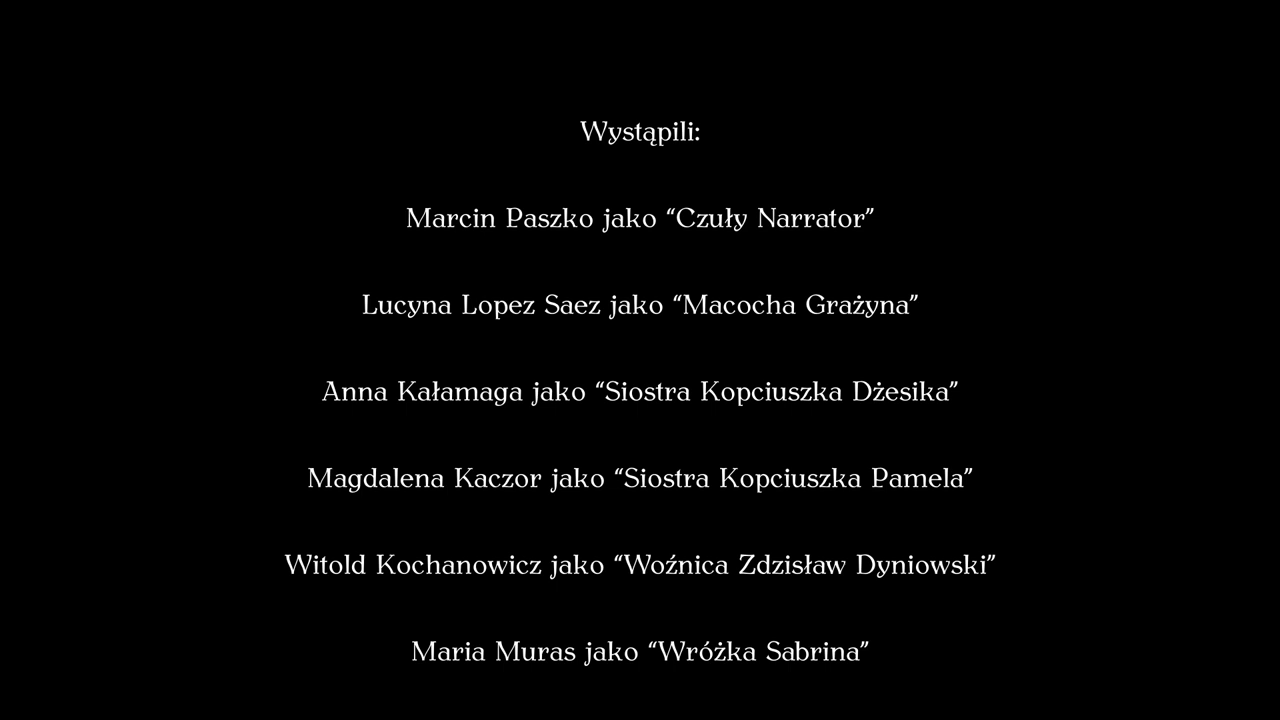 Wystąpili:
Marcin Paszko jako “Czuły Narrator”
Lucyna Lopez Saez jako “Macocha Grażyna”
Anna Kałamaga jako “Siostra Kopciuszka Dżesika”
Magdalena Kaczor jako “Siostra Kopciuszka Pamela”
Witold Kochanowicz jako “Woźnica Zdzisław Dyniowski”
Maria Muras jako “Wróżka Sabrina”